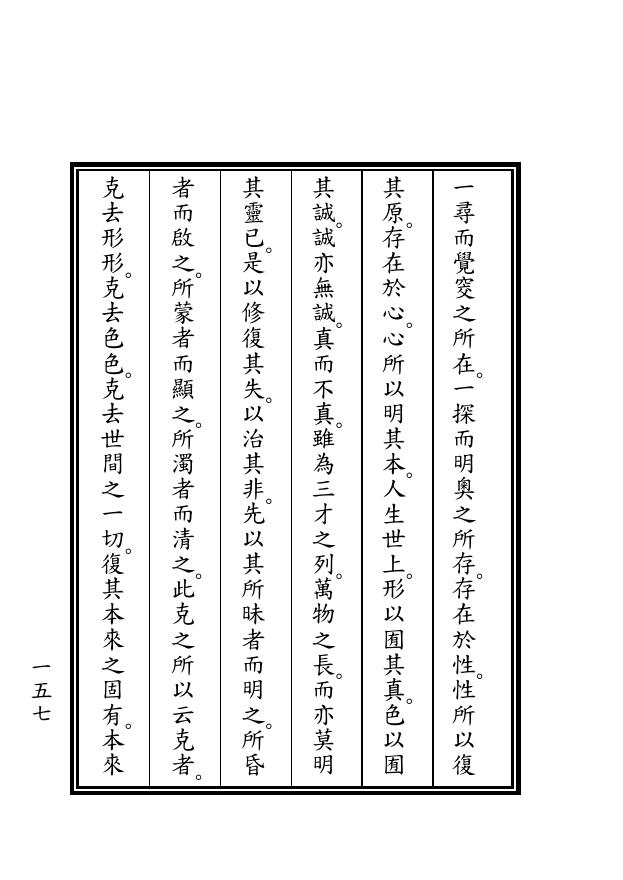 一尋而覺窔之所在。一探而明奧之所存。存在於性。性所以復
其原。存在於心。心所以明其本。人生世上。形以囿其真。色以囿
其誠。誠亦無誠。真而不真。雖為三才之列。萬物之長。而亦莫明
其靈已。是以修復其失。以治其非。先以其所昧者而明之。所昏
者而啟之。所蒙者而顯之。所濁者而清之。此克之所以云克者。
克去形形。克去色色。克去世間之一切。復其本來之固有。本來
一五七